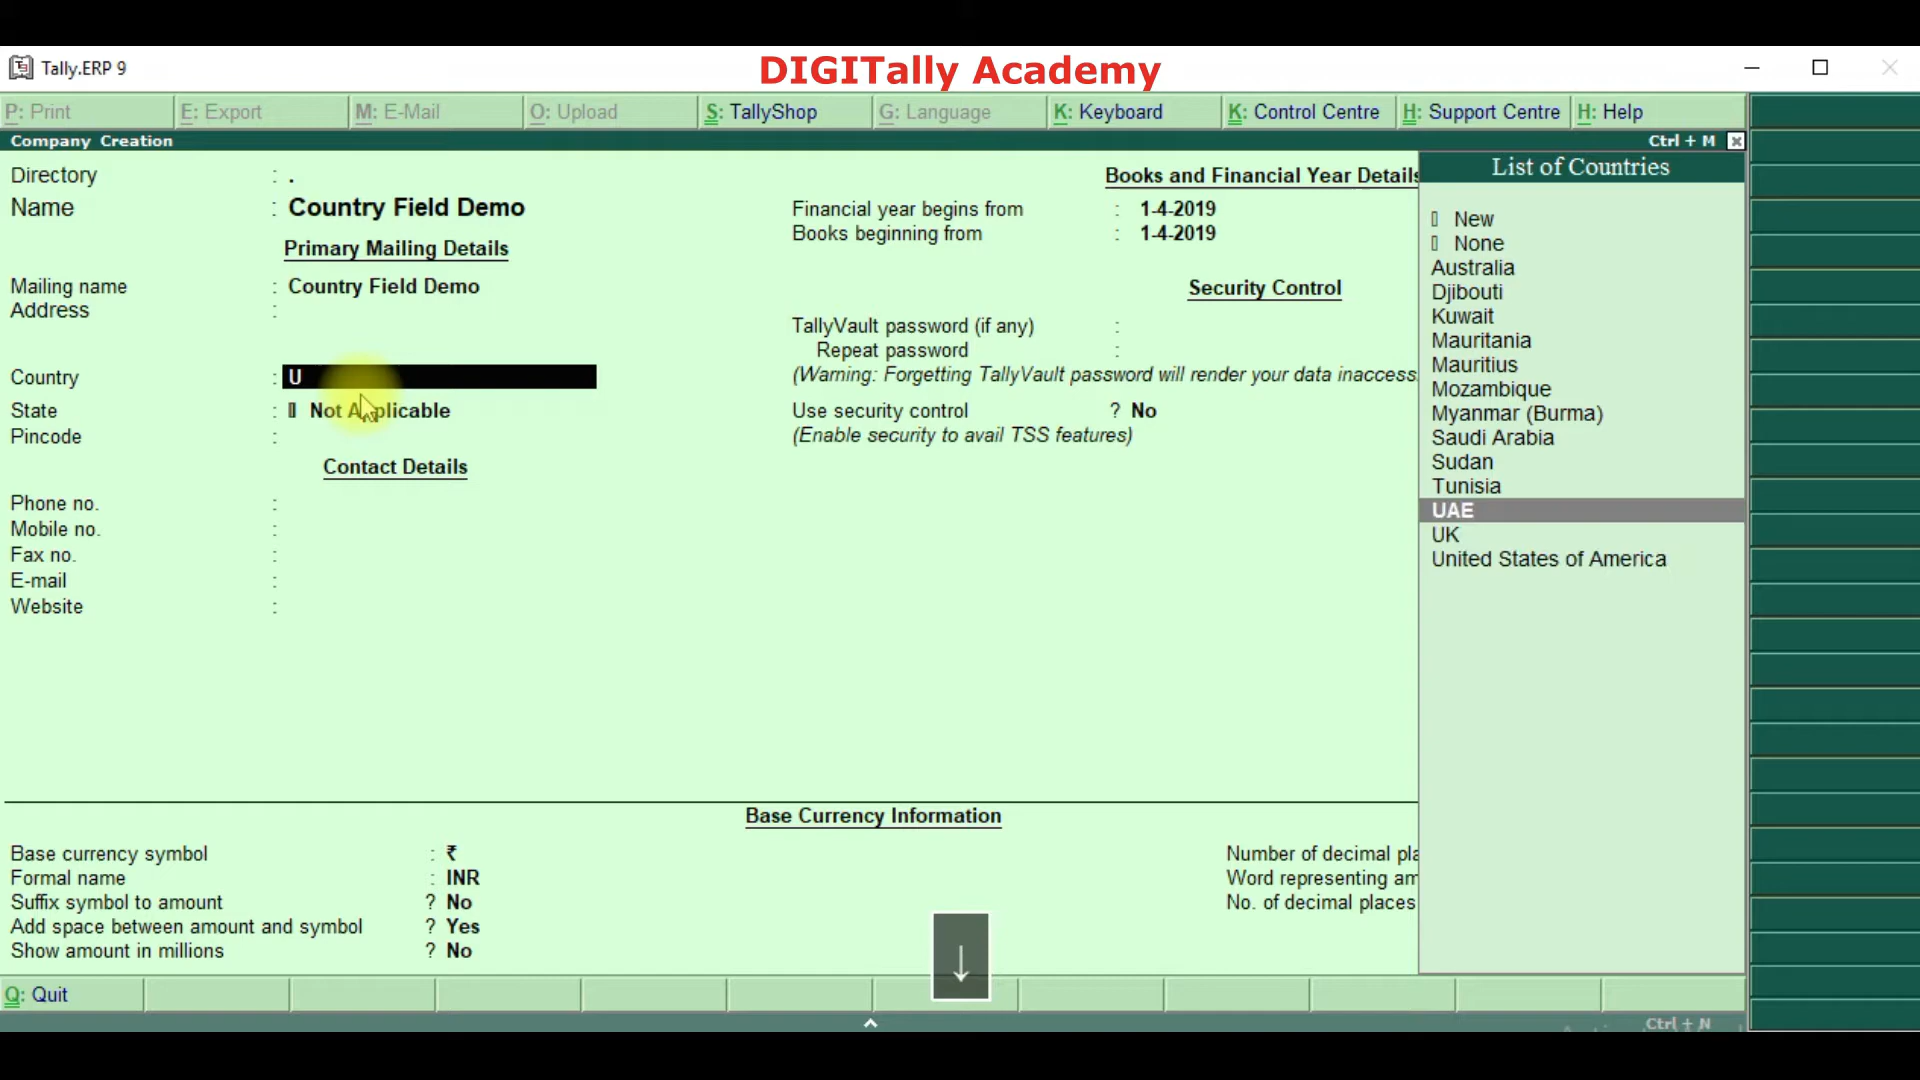 Tally.ERP 9
DIGITally Academy
P: Print E: Export M: E-Mail O: Upload S: TallyShop G: Language K: Keyboard K: Control Centre H: Support Centre H: Help
Company Creation
Ctrl + M
Directory : .
Name : Country Field Demo
Primary Mailing Details
Mailing name : Country Field Demo
Address :
Country : U
State : Not Applicable
Pincode :
Contact Details
Phone no. :
Mobile no. :
Fax no. :
E-mail :
Website :
Books and Financial Year Details
Financial year begins from : 1-4-2019
Books beginning from : 1-4-2019
Security Control
TallyVault password (if any) :
Repeat password :
(Warning: Forgetting TallyVault password will render your data inaccess
Use security control ? No
(Enable security to avail TSS features)
List of Countries
New
None
Australia
Djibouti
Kuwait
Mauritania
Mauritius
Mozambique
Myanmar (Burma)
Saudi Arabia
Sudan
Tunisia
UAE
UK
United States of America
Base Currency Information
Base currency symbol : ₹
Formal name : INR
Suffix symbol to amount ? No
Add space between amount and symbol ? Yes
Show amount in millions ? No
Number of decimal pla
Word representing am
No. of decimal places
Q: Quit
Ctrl + N